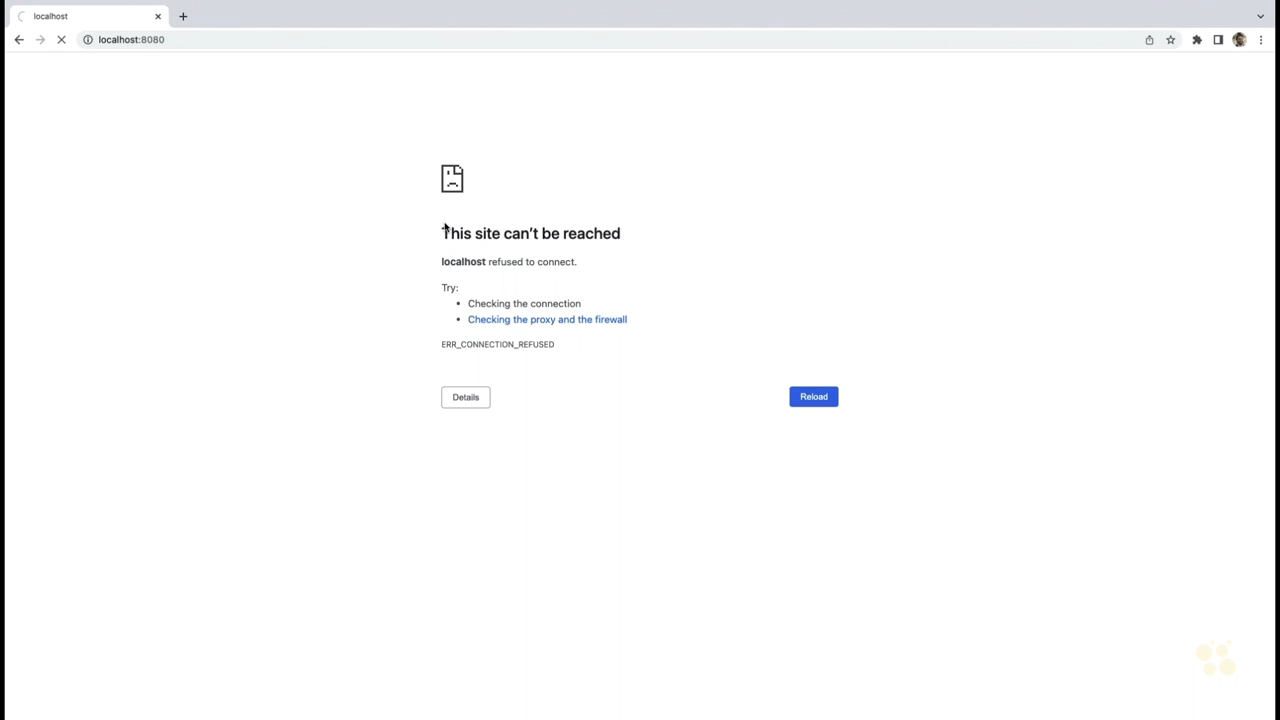 localhost
localhost:8080
This site can't be reached
localhost refused to connect.
Try:
• Checking the connection
• Checking the proxy and the firewall
ERR_CONNECTION_REFUSED
Details
Reload